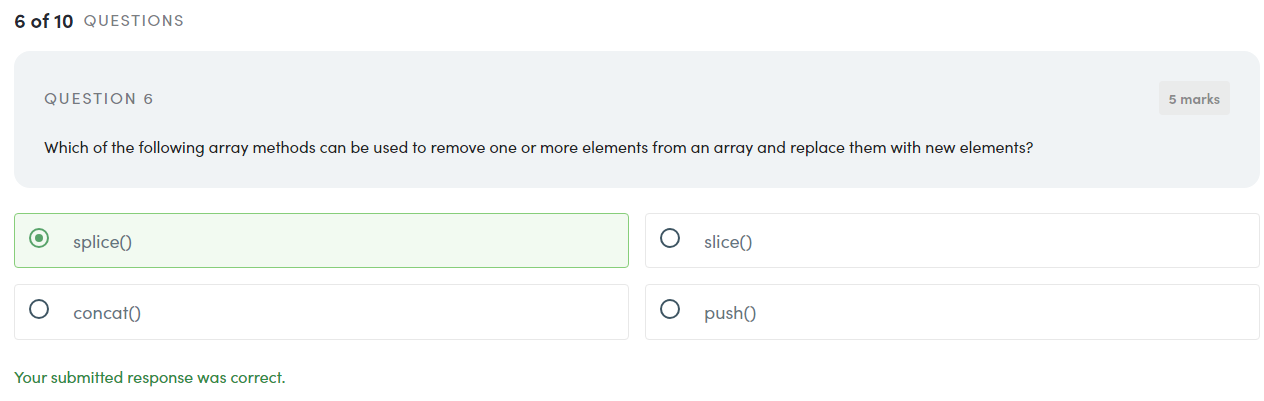 6 of 10 QUESTIONS
QUESTION 6
5 marks
Which of the following array methods can be used to remove one or more elements from an array and replace them with new elements?
splice()
slice()
concat()
push()
Your submitted response was correct.